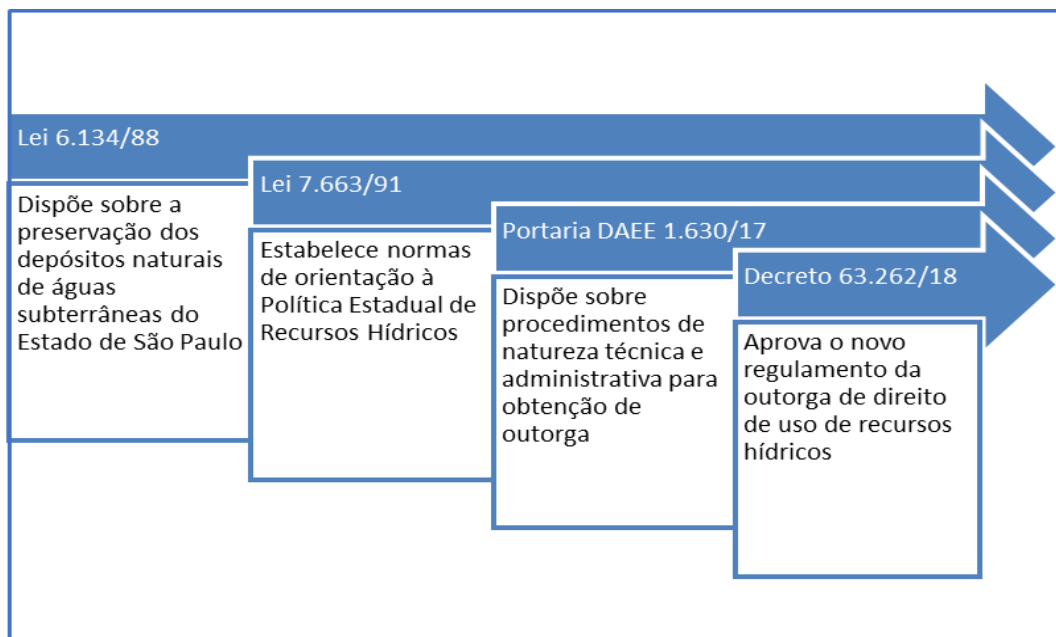 Lei 6.134/88
Dispõe sobre a
preservação dos
depósitos naturais
de águas
subterrâneas do
Estado de São Paulo
Lei 7.663/91
Estabelece normas
de orientação à
Política Estadual de
Recursos Hídricos
Portaria DAEE 1.630/17
Dispõe sobre
procedimentos de
natureza técnica e
administrativa para
obtenção de
outorga
Decreto 63.262/18
Aprova o novo
regulamento da
outorga de direito
de uso de recursos
hídricos